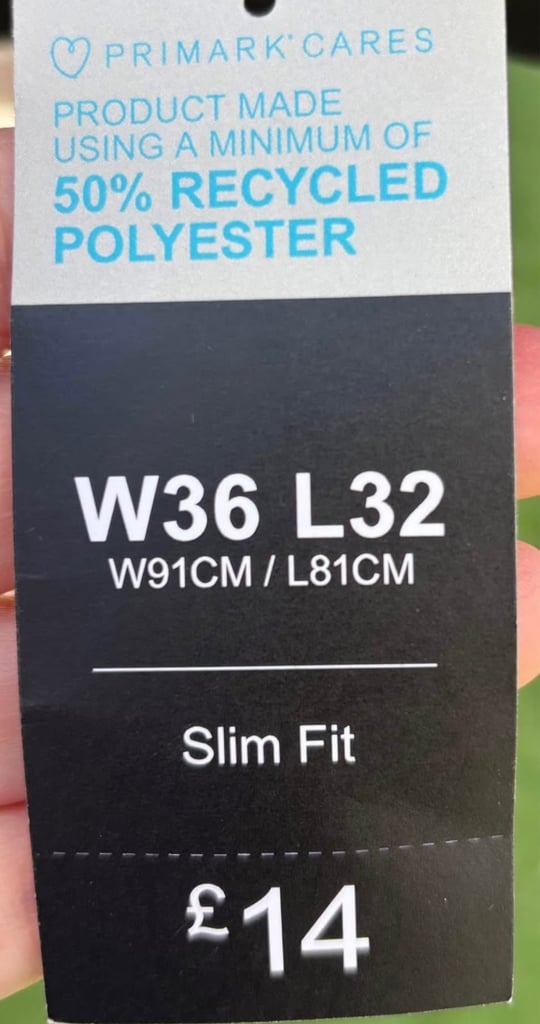 PRIMARK® CARES
PRODUCT MADE
USING A MINIMUM OF
50% RECYCLED
POLYESTER
W36 L32
W91CM / L81CM
Slim Fit
£14